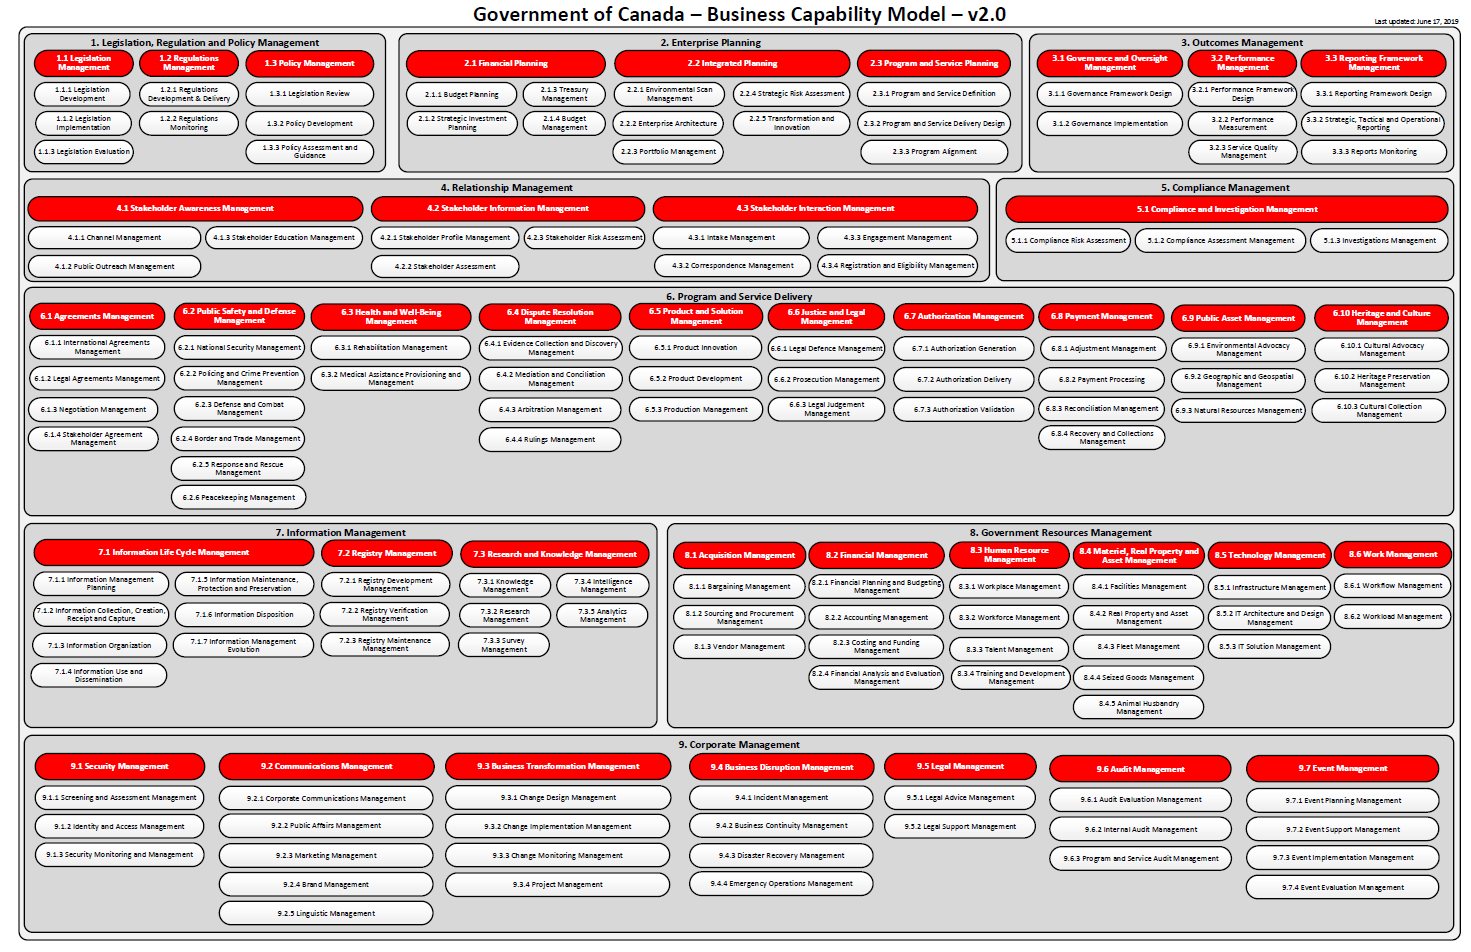 Government of Canada – Business Capability Model – v2.0
Last updated: June 17, 2019
1. Legislation, Regulation and Policy Management
1.1 Legislation
Management
1.1.1 Legislation
Development
1.1.2 Legislation
Implementation
1.1.3 Legislation Evaluation
1.2 Regulations
Management
1.2.1 Regulations
Development & Delivery
1.2.2 Regulations
Monitoring
1.3 Policy Management
1.3.1 Legislation Review
1.3.2 Policy Development
1.3.3 Policy Assessment and
Guidance
2. Enterprise Planning
2.1 Financial Planning
2.1.1 Budget Planning
2.1.2 Strategic Investment
Planning
2.1.3 Treasury
Management
2.1.4 Budget
Management
2.2 Integrated Planning
2.2.1 Environmental Scan
Management
2.2.2 Enterprise Architecture
2.2.3 Portfolio Management
2.2.4 Strategic Risk Assessment
2.2.5 Transformation and
Innovation
2.3 Program and Service Planning
2.3.1 Program and Service Definition
2.3.2 Program and Service Delivery Design
2.3.3 Program Alignment
3. Outcomes Management
3.1 Governance and Oversight
Management
3.1.1 Governance Framework Design
3.1.2 Governance Implementation
3.2 Performance
Management
3.2.1 Performance Framework
Design
3.2.2 Performance
Measurement
3.2.3 Service Quality
Management
3.3 Reporting Framework
Management
3.3.1 Reporting Framework Design
3.3.2 Strategic, Tactical and Operational
Reporting
3.3.3 Reports Monitoring
4. Relationship Management
4.1 Stakeholder Awareness Management
4.1.1 Channel Management
4.1.2 Public Outreach Management
4.1.3 Stakeholder Education Management
4.2 Stakeholder Information Management
4.2.1 Stakeholder Profile Management
4.2.2 Stakeholder Assessment
4.2.3 Stakeholder Risk Assessment
4.3 Stakeholder Interaction Management
4.3.1 Intake Management
4.3.2 Correspondence Management
4.3.3 Engagement Management
4.3.4 Registration and Eligibility Management
5. Compliance Management
5.1 Compliance and Investigation Management
5.1.1 Compliance Risk Assessment
5.1.2 Compliance Assessment Management
5.1.3 Investigations Management
6. Program and Service Delivery
6.1 Agreements Management
6.1.1 International Agreements
Management
6.1.2 Legal Agreements Management
6.1.3 Negotiation Management
6.1.4 Stakeholder Agreement
Management
6.2 Public Safety and Defense
Management
6.2.1 National Security Management
6.2.2 Policing and Crime Prevention
Management
6.2.3 Defense and Combat
Management
6.2.4 Border and Trade Management
6.2.5 Response and Rescue
Management
6.2.6 Peacekeeping Management
6.3 Health and Well-Being
Management
6.3.1 Rehabilitation Management
6.3.2 Medical Assistance Provisioning and
Management
6.4 Dispute Resolution
Management
6.4.1 Evidence Collection and Discovery
Management
6.4.2 Mediation and Conciliation
Management
6.4.3 Arbitration Management
6.4.4 Rulings Management
6.5 Product and Solution
Management
6.5.1 Product Innovation
6.5.2 Product Development
6.5.3 Production Management
6.6 Justice and Legal
Management
6.6.1 Legal Defence Management
6.6.2 Prosecution Management
6.6.3 Legal Judgement
Management
6.7 Authorization Management
6.7.1 Authorization Generation
6.7.2 Authorization Delivery
6.7.3 Authorization Validation
6.8 Payment Management
6.8.1 Adjustment Management
6.8.2 Payment Processing
6.8.3 Reconciliation Management
6.8.4 Recovery and Collections
Management
6.9 Public Asset Management
6.9.1 Environmental Advocacy
Management
6.9.2 Geographic and Geospatial
Management
6.9.3 Natural Resources Management
6.10 Heritage and Culture
Management
6.10.1 Cultural Advocacy
Management
6.10.2 Heritage Preservation
Management
6.10.3 Cultural Collection
Management
7. Information Management
7.1 Information Life Cycle Management
7.1.1 Information Management
Planning
7.1.2 Information Collection, Creation,
Receipt and Capture
7.1.3 Information Organization
7.1.4 Information Use and
Dissemination
7.1.5 Information Maintenance,
Protection and Preservation
7.1.6 Information Disposition
7.1.7 Information Management
Evolution
7.2 Registry Management
7.2.1 Registry Development
Management
7.2.2 Registry Verification
Management
7.2.3 Registry Maintenance
Management
7.3 Research and Knowledge Management
7.3.1 Knowledge
Management
7.3.2 Research
Management
7.3.3 Survey
Management
7.3.4 Intelligence
Management
7.3.5 Analytics
Management
8. Government Resources Management
8.1 Acquisition Management
8.1.1 Bargaining Management
8.1.2 Sourcing and Procurement
Management
8.1.3 Vendor Management
8.2 Financial Management
8.2.1 Financial Planning and Budgeting
Management
8.2.2 Accounting Management
8.2.3 Costing and Funding
Management
8.2.4 Financial Analysis and Evaluation
Management
8.3 Human Resource
Management
8.3.1 Workplace Management
8.3.2 Workforce Management
8.3.3 Talent Management
8.3.4 Training and Development
Management
8.4 Materiel, Real Property and
Asset Management
8.4.1 Facilities Management
8.4.2 Real Property and Asset
Management
8.4.3 Fleet Management
8.4.4 Seized Goods Management
8.4.5 Animal Husbandry
Management
8.5 Technology Management
8.5.1 Infrastructure Management
8.5.2 IT Architecture and Design
Management
8.5.3 IT Solution Management
8.6 Work Management
8.6.1 Workflow Management
8.6.2 Workload Management
9. Corporate Management
9.1 Security Management
9.1.1 Screening and Assessment Management
9.1.2 Identity and Access Management
9.1.3 Security Monitoring and Management
9.2 Communications Management
9.2.1 Corporate Communications Management
9.2.2 Public Affairs Management
9.2.3 Marketing Management
9.2.4 Brand Management
9.2.5 Linguistic Management
9.3 Business Transformation Management
9.3.1 Change Design Management
9.3.2 Change Implementation Management
9.3.3 Change Monitoring Management
9.3.4 Project Management
9.4 Business Disruption Management
9.4.1 Incident Management
9.4.2 Business Continuity Management
9.4.3 Disaster Recovery Management
9.4.4 Emergency Operations Management
9.5 Legal Management
9.5.1 Legal Advice Management
9.5.2 Legal Support Management
9.6 Audit Management
9.6.1 Audit Evaluation Management
9.6.2 Internal Audit Management
9.6.3 Program and Service Audit Management
9.7 Event Management
9.7.1 Event Planning Management
9.7.2 Event Support Management
9.7.3 Event Implementation Management
9.7.4 Event Evaluation Management